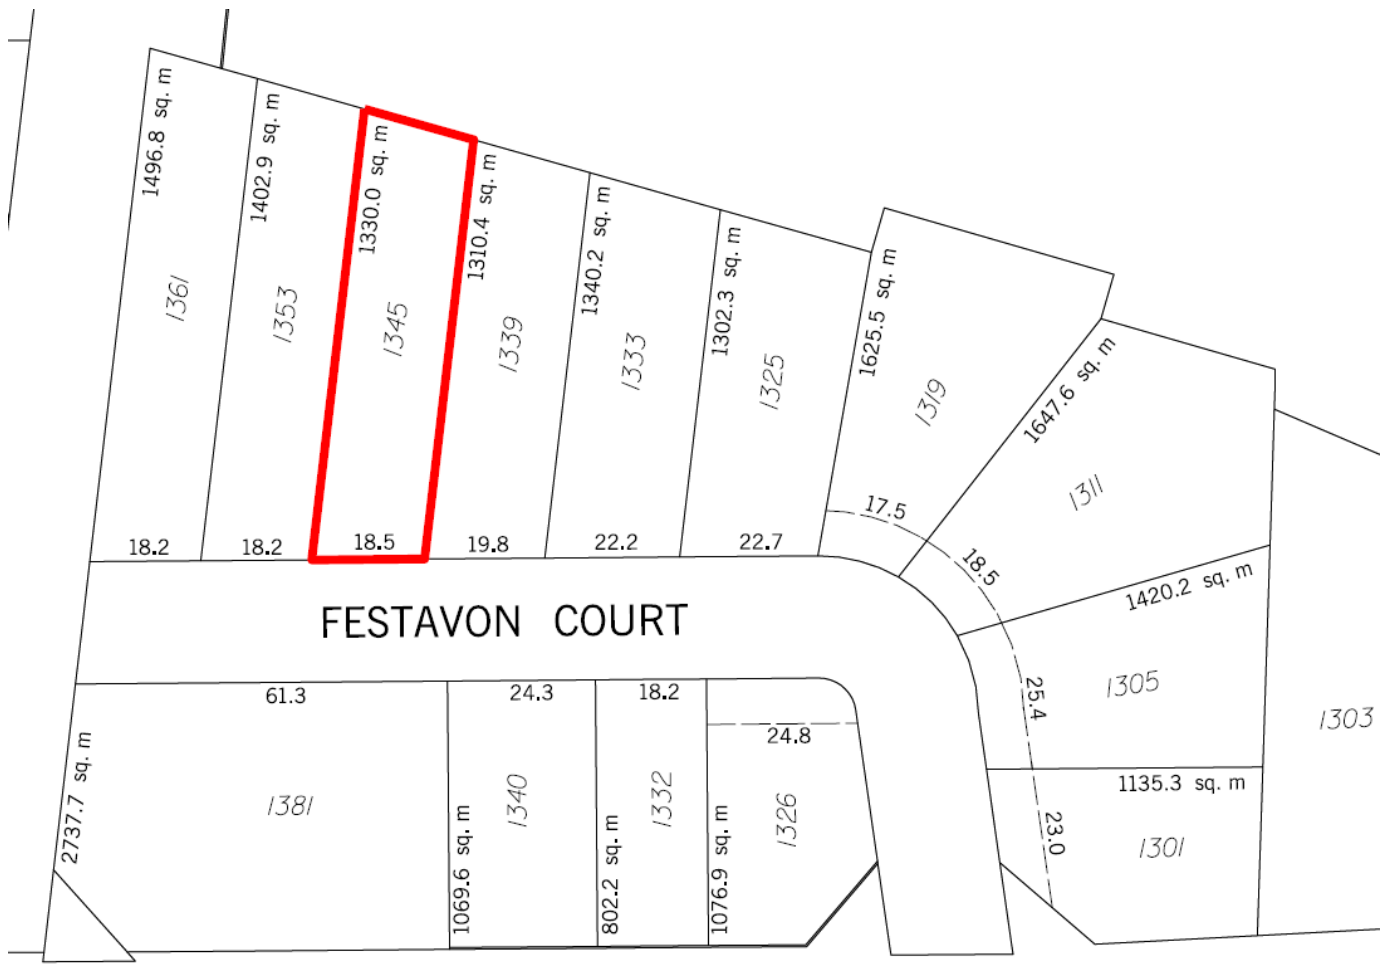 1496.8 sq. m
1361
18.2
1402.9 sq. m
1353
18.2
1330.0 sq. m
1345
18.5
1310.4 sq. m
1339
19.8
1340.2 sq. m
1333
22.2
1302.3 sq. m
1325
22.7
1625.5 sq. m
1319
17.5
1647.6 sq. m
1311
18.5
1420.2 sq. m
1305
25.4
1303
1135.3 sq. m
1301
23.0
FESTAVON COURT
61.3
2737.7 sq. m
1381
24.3
1069.6 sq. m
1340
18.2
802.2 sq. m
1332
24.8
1076.9 sq. m
1326